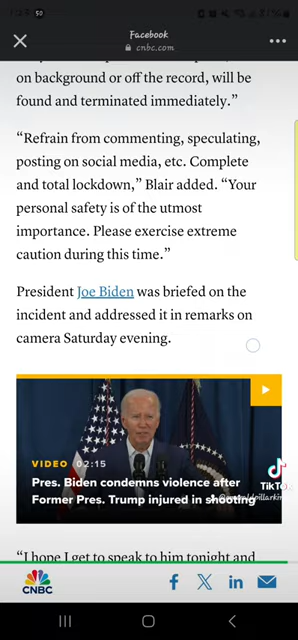 1:23 50
Facebook
cnbc.com
on background or off the record, will be
found and terminated immediately.”
“Refrain from commenting, speculating,
posting on social media, etc. Complete
and total lockdown,” Blair added. “Your
personal safety is of the utmost
importance. Please exercise extreme
caution during this time.”
President Joe Biden was briefed on the
incident and addressed it in remarks on
camera Saturday evening.
VIDEO 02:15
Pres. Biden condemns violence after
Former Pres. Trump injured in shooting
TikTok
“I hope I get to speak to him tonight and
CNBC